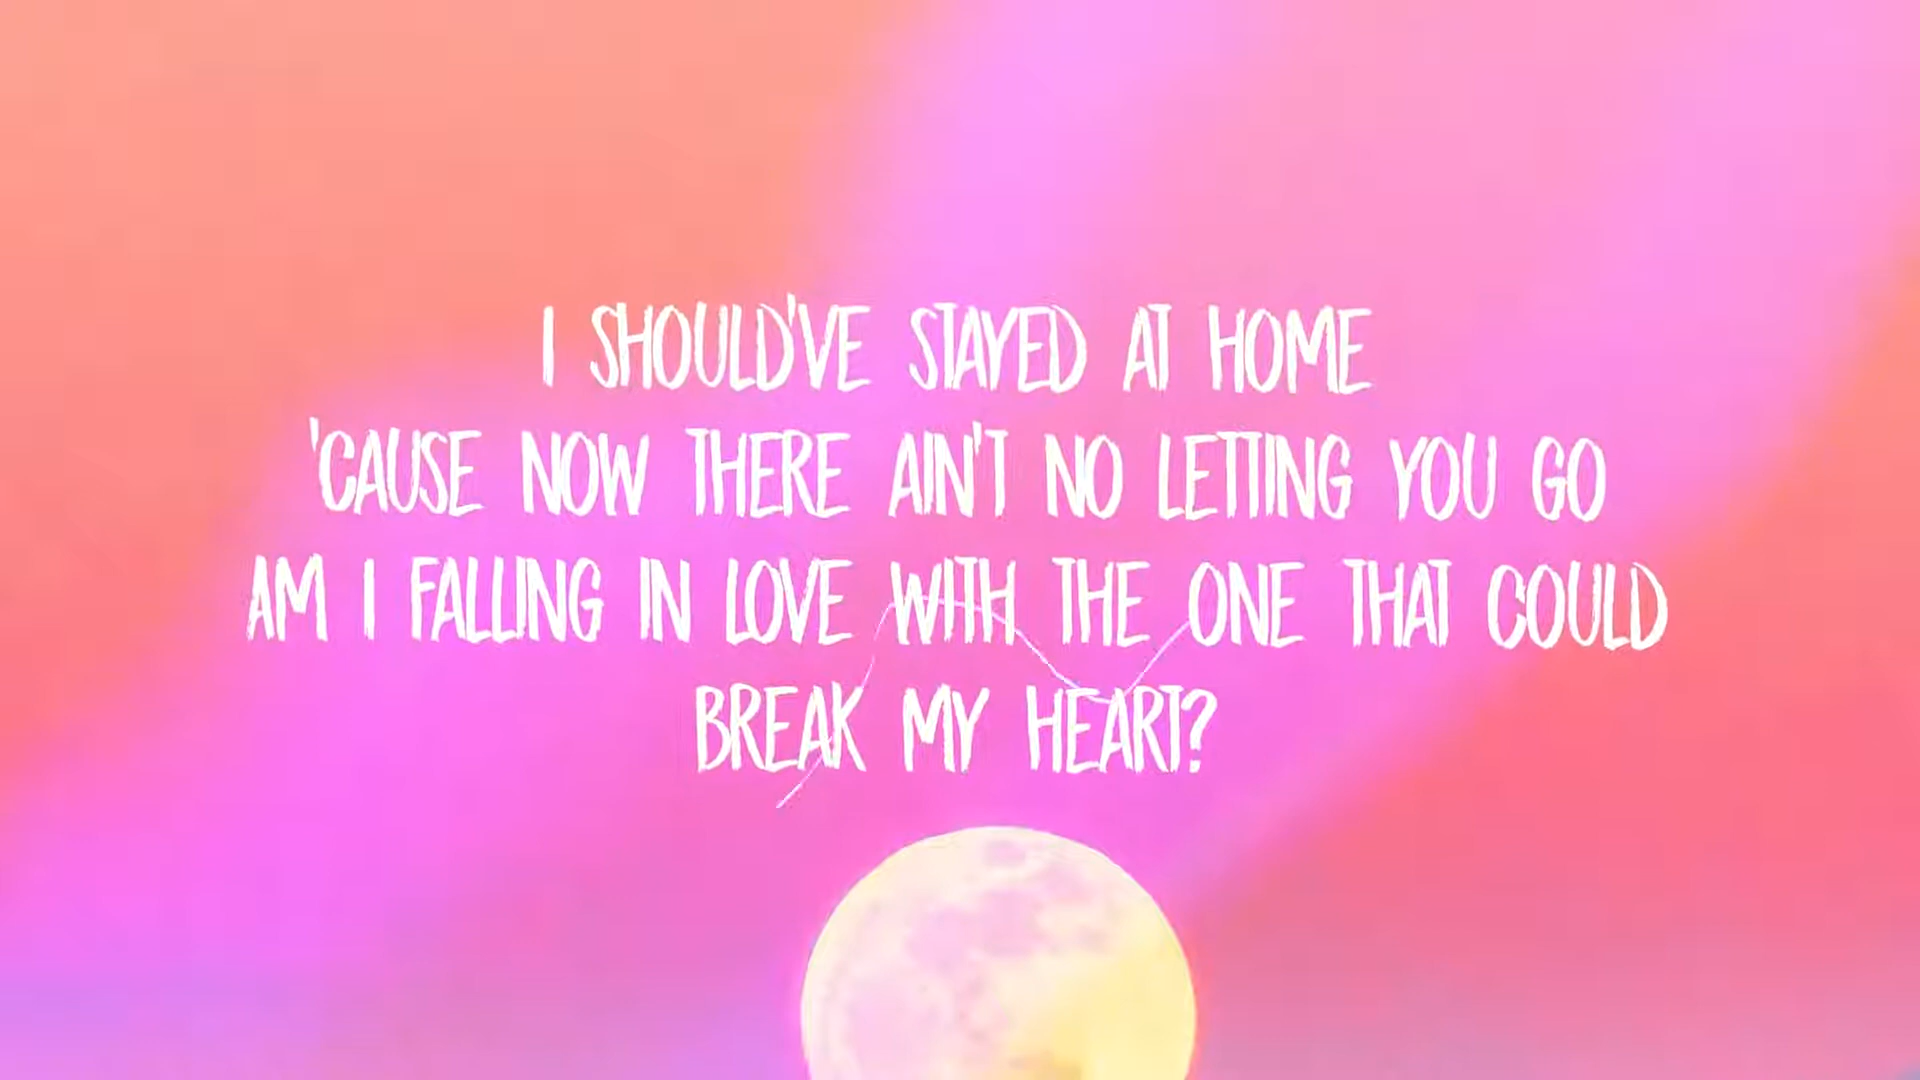 I SHOULD'VE STAYED AT HOME
'CAUSE NOW THERE AIN'T NO LETTING YOU GO
AM I FALLING IN LOVE WITH THE ONE THAT COULD
BREAK MY HEART?